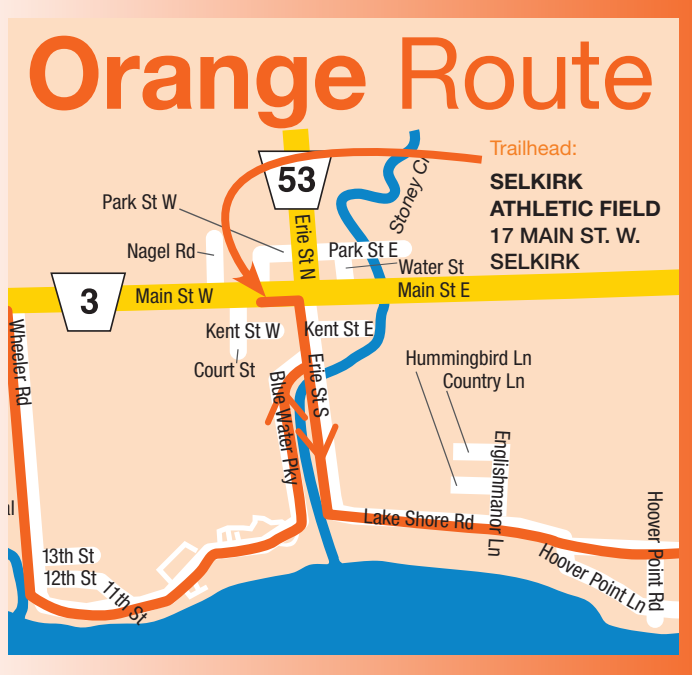 Orange Route
Trailhead:
SELKIRK
ATHLETIC FIELD
17 MAIN ST. W.
SELKIRK
53
Stoney
Park St W
Erie St N
Nagel Rd
Park St E
Water St
3
Main St W
Main St E
Wheeler Rd
Kent St W
Kent St E
Court St
Erie St S
Blue Water Pky
Hummingbird Ln
Country Ln
Englishmanor Ln
Lake Shore Rd
Hoover Point Rd
Hoover Point Ln
13th St
12th St
11th St